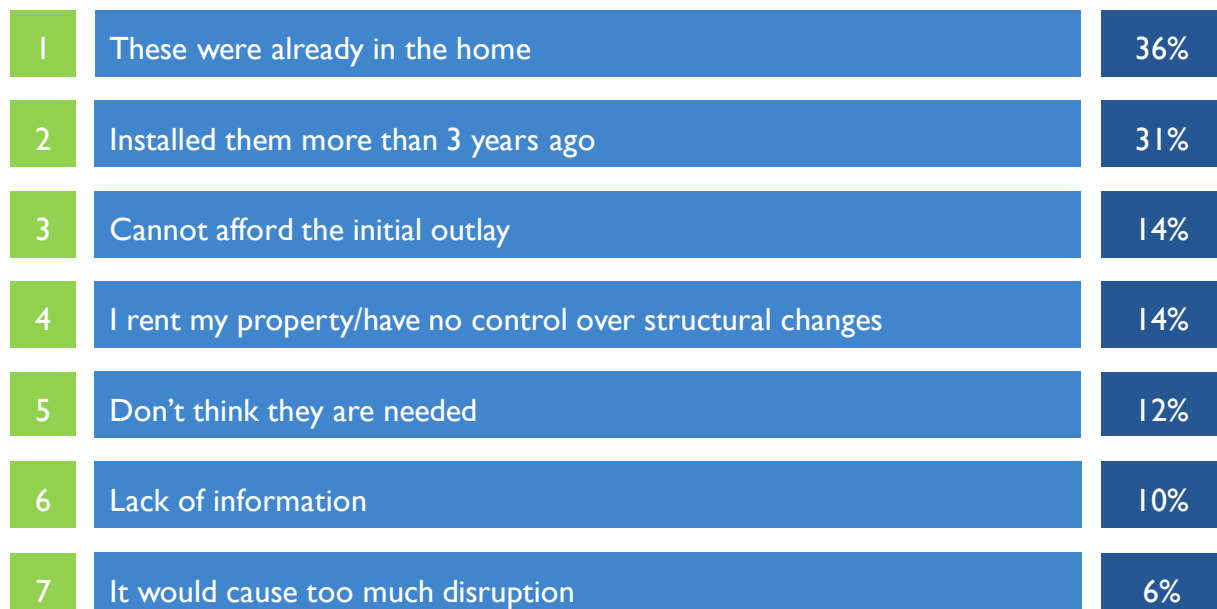 1 These were already in the home 36%
2 Installed them more than 3 years ago 31%
3 Cannot afford the initial outlay 14%
4 I rent my property/have no control over structural changes 14%
5 Don’t think they are needed 12%
6 Lack of information 10%
7 It would cause too much disruption 6%